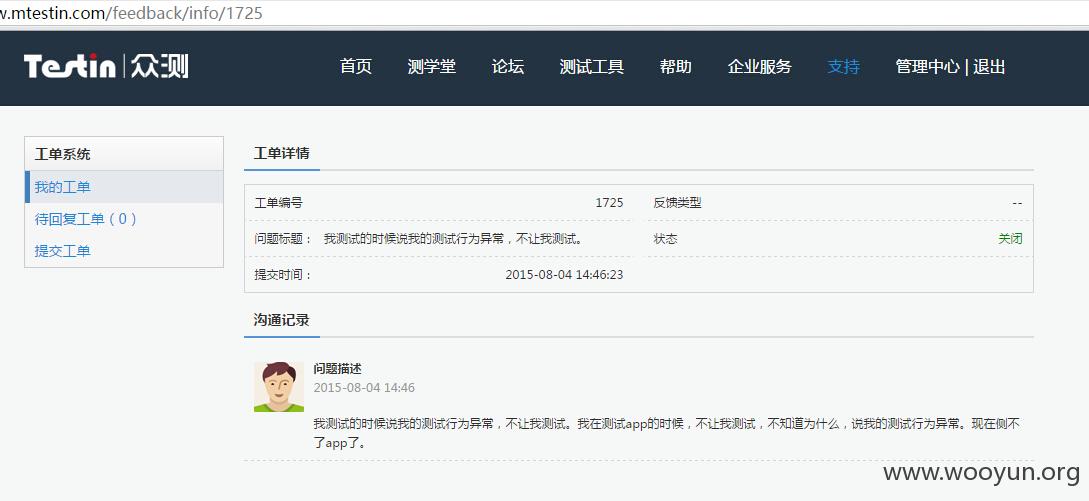 w.mtestin.com/feedback/info/1725
Testin | 众测
首页 测学堂 论坛 测试工具 帮助 企业服务 支持 管理中心 | 退出
工单系统
我的工单
待回复工单（0）
提交工单
工单详情
工单编号 1725 反馈类型 --
问题标题： 我测试的时候说我的测试行为异常，不让我测试。 状态 关闭
提交时间： 2015-08-04 14:46:23
沟通记录
问题描述
2015-08-04 14:46
我测试的时候说我的测试行为异常，不让我测试。我在测试app的时候，不让我测试，不知道为什么，说我的测试行为异常。现在侧不
了app了。
www.wooyun.org